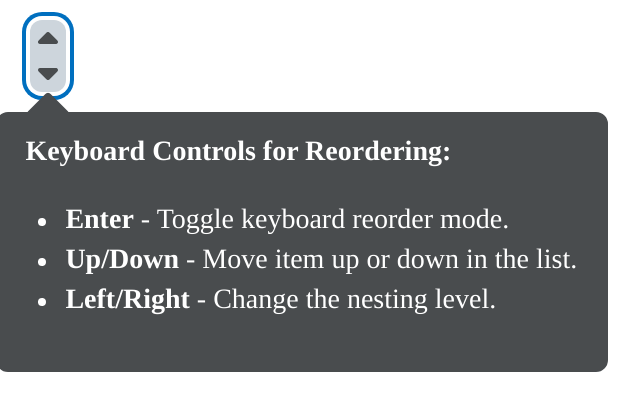 Keyboard Controls for Reordering:
Enter - Toggle keyboard reorder mode.
Up/Down - Move item up or down in the list.
Left/Right - Change the nesting level.